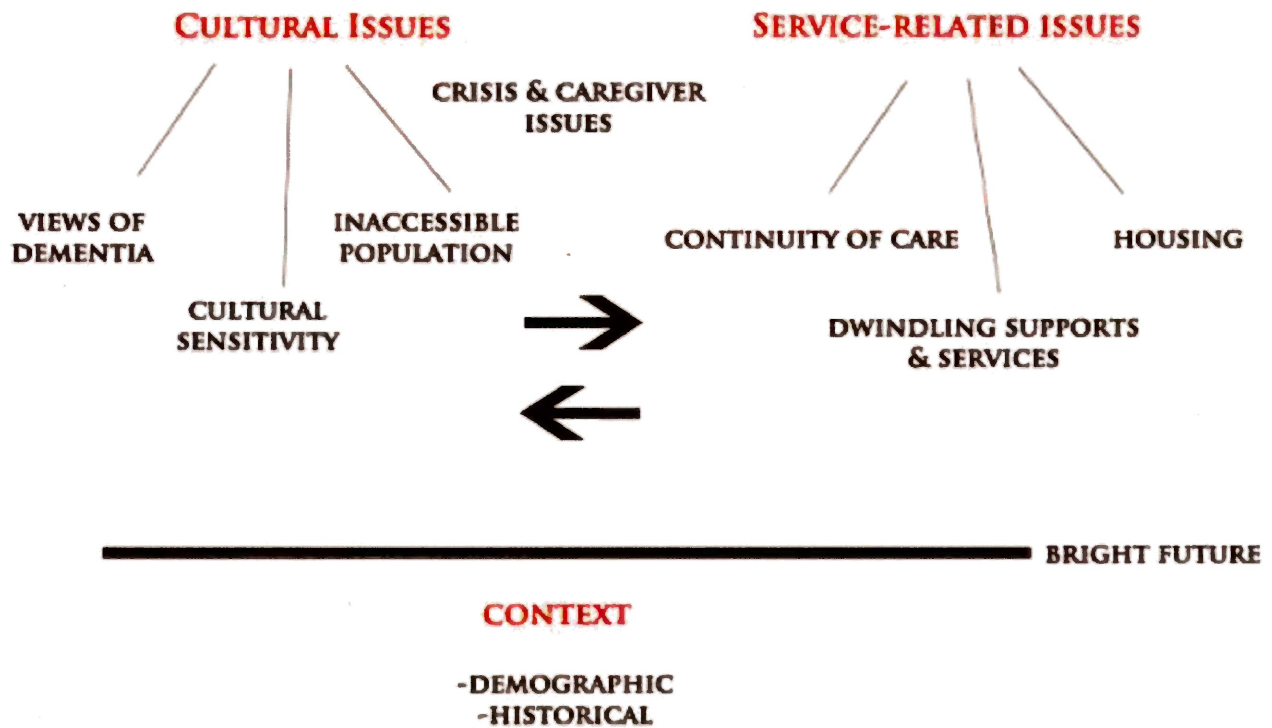 CULTURAL ISSUES
SERVICE-RELATED ISSUES
CRISIS & CAREGIVER
ISSUES
VIEWS OF
DEMENTIA
INACCESSIBLE
POPULATION
CULTURAL
SENSITIVITY
CONTINUITY OF CARE
HOUSING
DWINDLING SUPPORTS
& SERVICES
BRIGHT FUTURE
CONTEXT
-DEMOGRAPHIC
-HISTORICAL